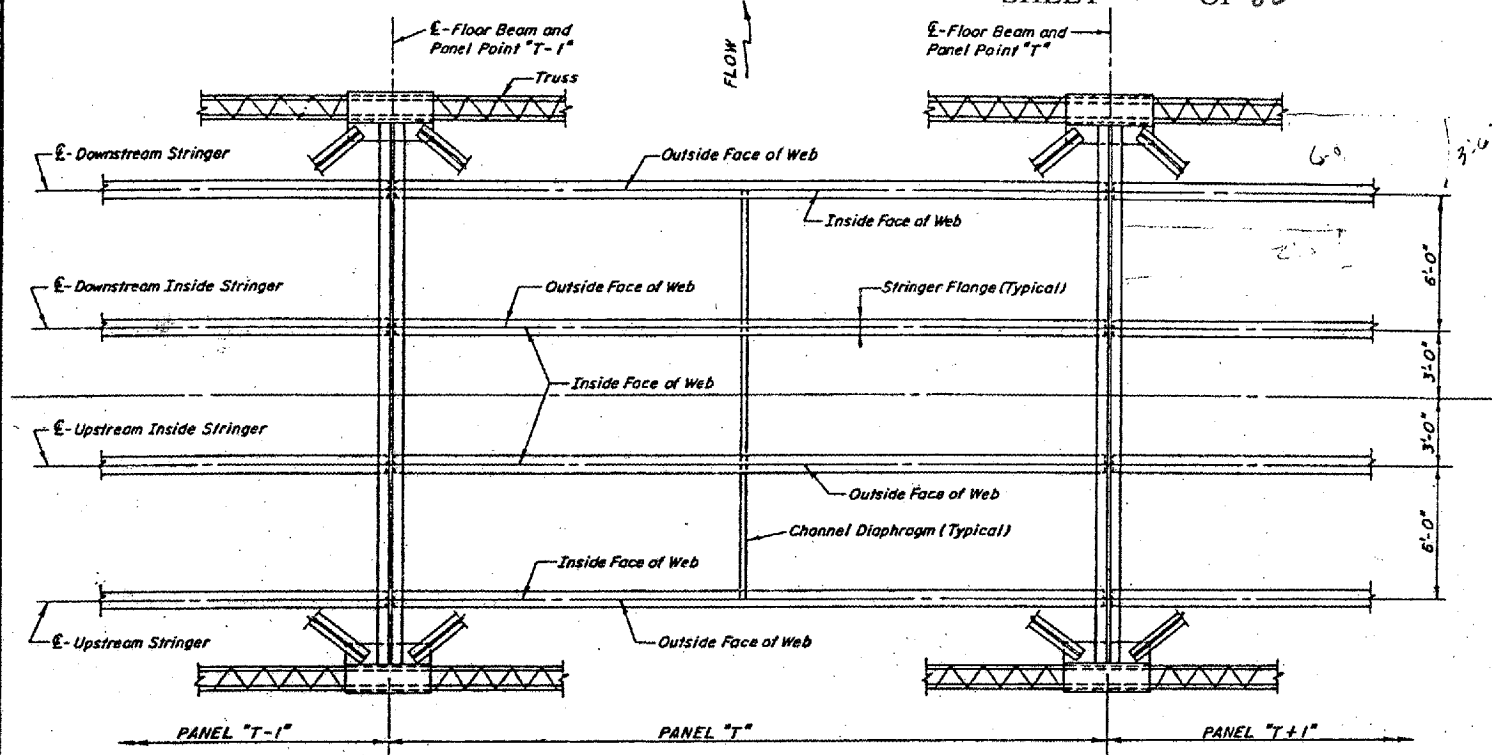 SHEET OF
℄-Floor Beam and
Panel Point "T-1"
FLOW
℄-Floor Beam and
Panel Point "T"
Truss
℄-Downstream Stringer
Outside Face of Web
6-0
3'-6"
Inside Face of Web
6'-0"
℄-Downstream Inside Stringer
Outside Face of Web
Stringer Flange (Typical)
3'-0"
Inside Face of Web
℄-Upstream Inside Stringer
3'-0"
Outside Face of Web
Channel Diaphragm (Typical)
6'-0"
Inside Face of Web
℄-Upstream Stringer
Outside Face of Web
PANEL "T-1"
PANEL "T"
PANEL "T+1"